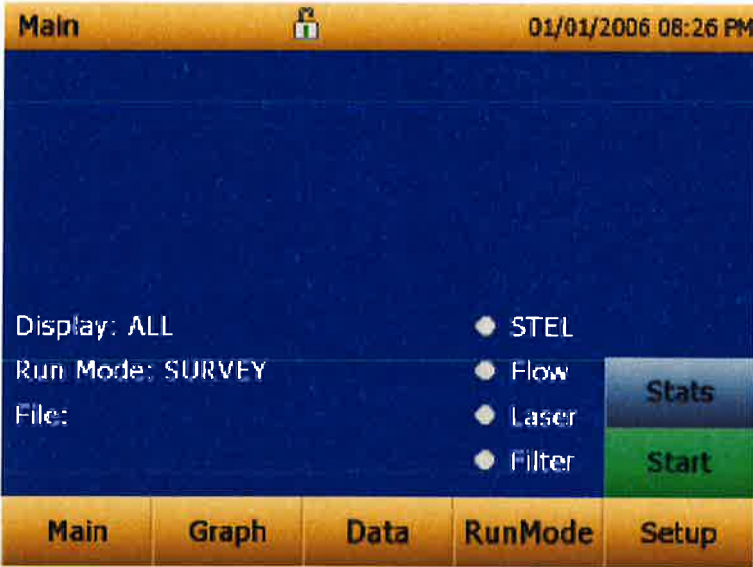 Main 01/01/2006 08:26 PM
Display: ALL
STEL
Run Mode: SURVEY
Flow
File:
Laser
Filter
Stats
Start
Main Graph Data RunMode Setup